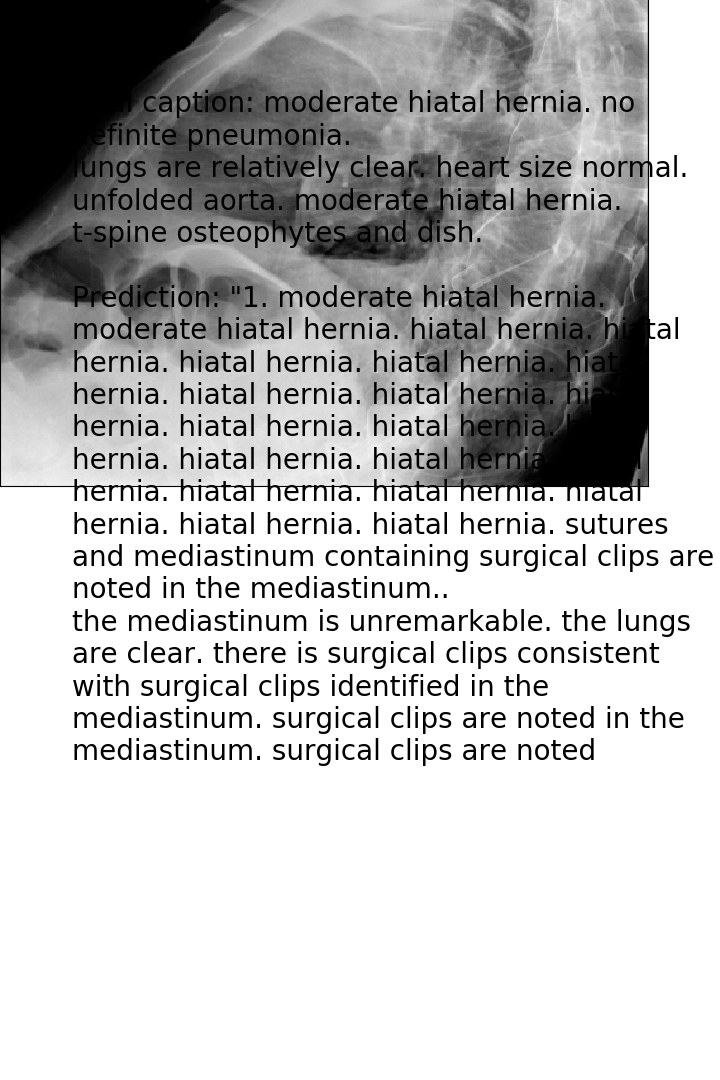 caption: moderate hiatal hernia. no
definite pneumonia.
lungs are relatively clear. heart size normal.
unfolded aorta. moderate hiatal hernia.
t-spine osteophytes and dish.
Prediction: "1. moderate hiatal hernia.
moderate hiatal hernia. hiatal hernia. hiatal
hernia. hiatal hernia. hiatal hernia. hiatal
hernia. hiatal hernia. hiatal hernia. hiatal
hernia. hiatal hernia. hiatal hernia. hiatal
hernia. hiatal hernia. hiatal hernia. hiatal
hernia. hiatal hernia. hiatal hernia. hiatal
hernia. hiatal hernia. hiatal hernia. sutures
and mediastinum containing surgical clips are
noted in the mediastinum..
the mediastinum is unremarkable. the lungs
are clear. there is surgical clips consistent
with surgical clips identified in the
mediastinum. surgical clips are noted in the
mediastinum. surgical clips are noted